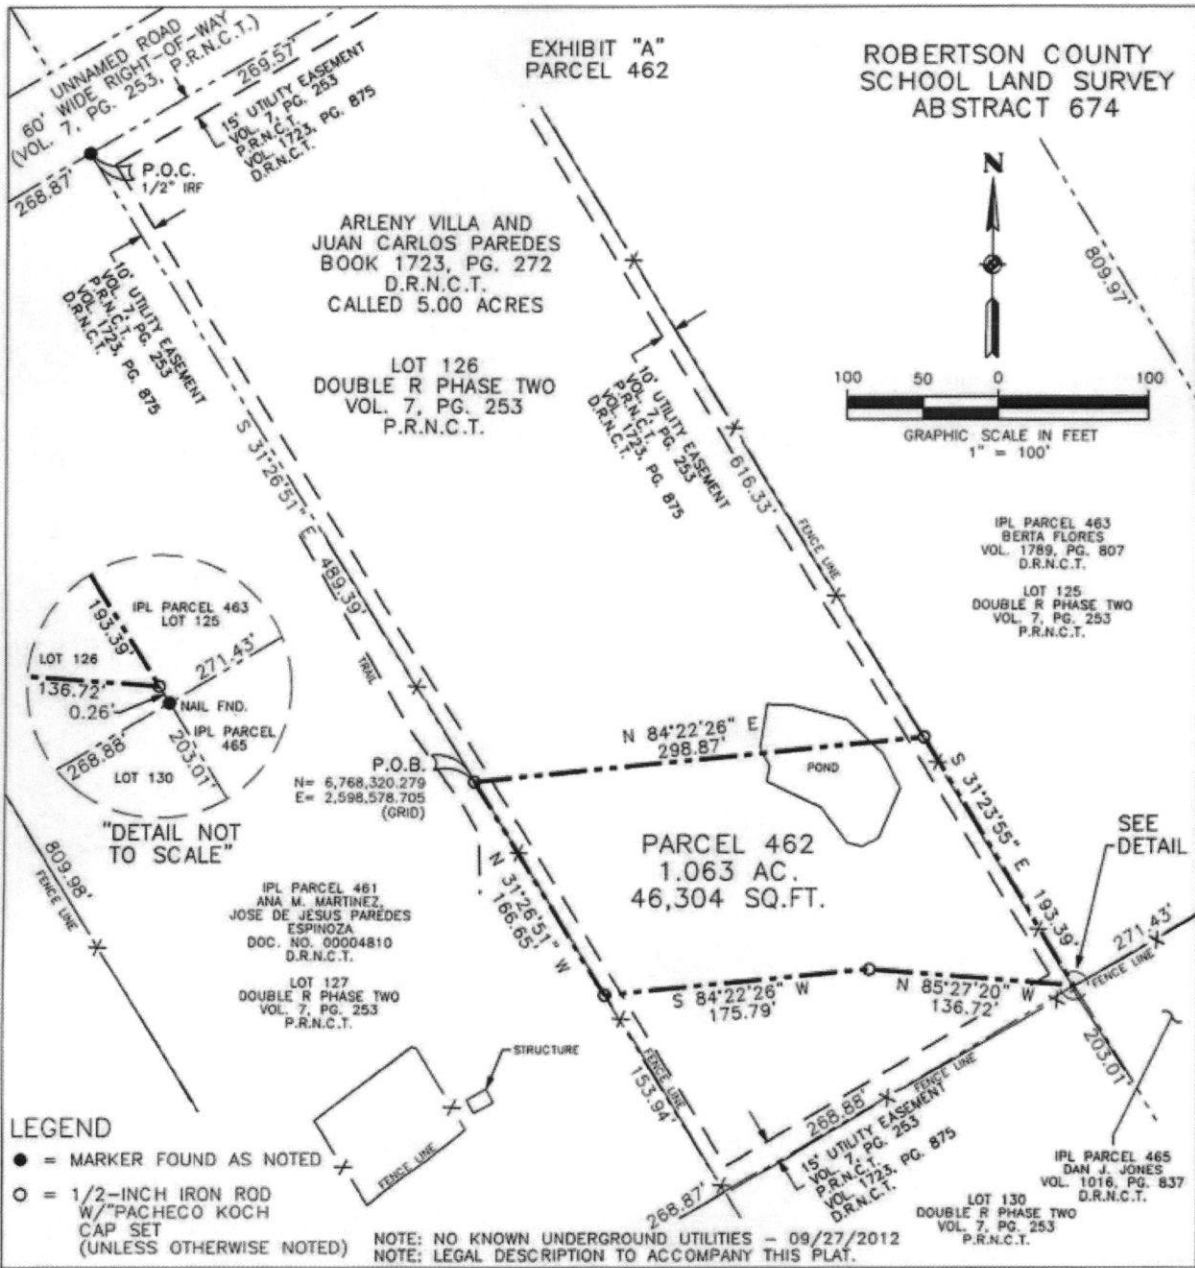 EXHIBIT "A"
PARCEL 462
ROBERTSON COUNTY
SCHOOL LAND SURVEY
ABSTRACT 674
60' UNNAMED ROAD
WIDE RIGHT-OF-WAY
(VOL. 7, PG. 253, P.R.N.C.T.)
269.57'
15' UTILITY EASEMENT
VOL. 7, PG. 253
P.R.N.C.T.
VOL. 1723, PG. 875
D.R.N.C.T.
268.87'
P.O.C.
1/2" IRF
N
809.97'
ARLENY VILLA AND
JUAN CARLOS PAREDES
BOOK 1723, PG. 272
D.R.N.C.T.
CALLED 5.00 ACRES
LOT 126
DOUBLE R PHASE TWO
VOL. 7, PG. 253
P.R.N.C.T.
10' UTILITY EASEMENT
VOL. 7, PG. 253
P.R.N.C.T.
VOL. 1723, PG. 875
D.R.N.C.T.
10' UTILITY EASEMENT
VOL. 7, PG. 253
P.R.N.C.T.
VOL. 1723, PG. 875
D.R.N.C.T.
100 50 0 100
GRAPHIC SCALE IN FEET
1" = 100'
S 31°26'51" E
489.39'
TRAIL
616.33'
FENCE LINE
IPL PARCEL 463
BERTA FLORES
VOL. 1789, PG. 807
D.R.N.C.T.
LOT 125
DOUBLE R PHASE TWO
VOL. 7, PG. 253
P.R.N.C.T.
193.39'
IPL PARCEL 463
LOT 125
LOT 126
271.43'
136.72'
0.26'
NAIL FND.
IPL PARCEL
465
268.88'
203.01'
LOT 130
"DETAIL NOT
TO SCALE"
809.98'
FENCE LINE
P.O.B.
N= 6,768,320.279
E= 2,598,578.705
(GRID)
N 84°22'26" E
298.87'
POND
S 31°23'55" E
193.39'
SEE
DETAIL
PARCEL 462
1.063 AC.
46,304 SQ.FT.
N 31°26'51" W
166.65'
IPL PARCEL 461
ANA M. MARTINEZ,
JOSE DE JESUS PAREDES
ESPINOZA
DOC. NO. 00004810
D.R.N.C.T.
LOT 127
DOUBLE R PHASE TWO
VOL. 7, PG. 253
P.R.N.C.T.
S 84°22'26" W
175.79'
N 85°27'20" W
136.72'
271.43'
FENCE LINE
203.01'
STRUCTURE
FENCE LINE
FENCE LINE
153.94'
268.88'
FENCE LINE
15' UTILITY EASEMENT
VOL. 7, PG. 253
P.R.N.C.T.
VOL. 1723, PG. 875
D.R.N.C.T.
268.87'
IPL PARCEL 465
DAN J. JONES
VOL. 1016, PG. 837
D.R.N.C.T.
LOT 130
DOUBLE R PHASE TWO
VOL. 7, PG. 253
P.R.N.C.T.
LEGEND
● = MARKER FOUND AS NOTED
○ = 1/2-INCH IRON ROD
W/"PACHECO KOCH
CAP SET
(UNLESS OTHERWISE NOTED)
NOTE: NO KNOWN UNDERGROUND UTILITIES - 09/27/2012
NOTE: LEGAL DESCRIPTION TO ACCOMPANY THIS PLAT.